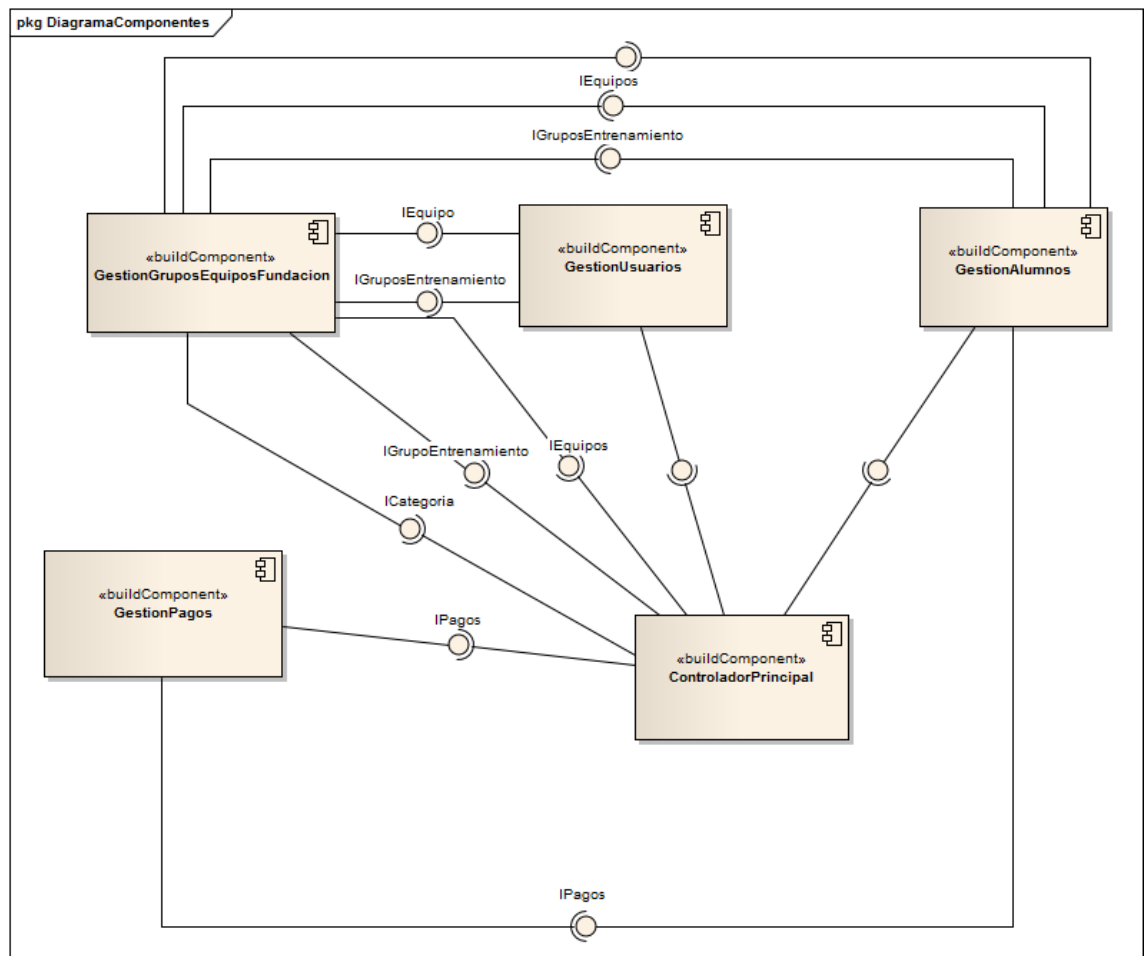 pkg DiagramaComponentes
IEquipos
IGruposEntrenamiento
IEquipo
«buildComponent»
GestionGruposEquiposFundacion
«buildComponent»
GestionUsuarios
«buildComponent»
GestionAlumnos
IGruposEntrenamiento
IGrupoEntrenamiento
IEquipos
ICategoria
«buildComponent»
GestionPagos
IPagos
«buildComponent»
ControladorPrincipal
IPagos